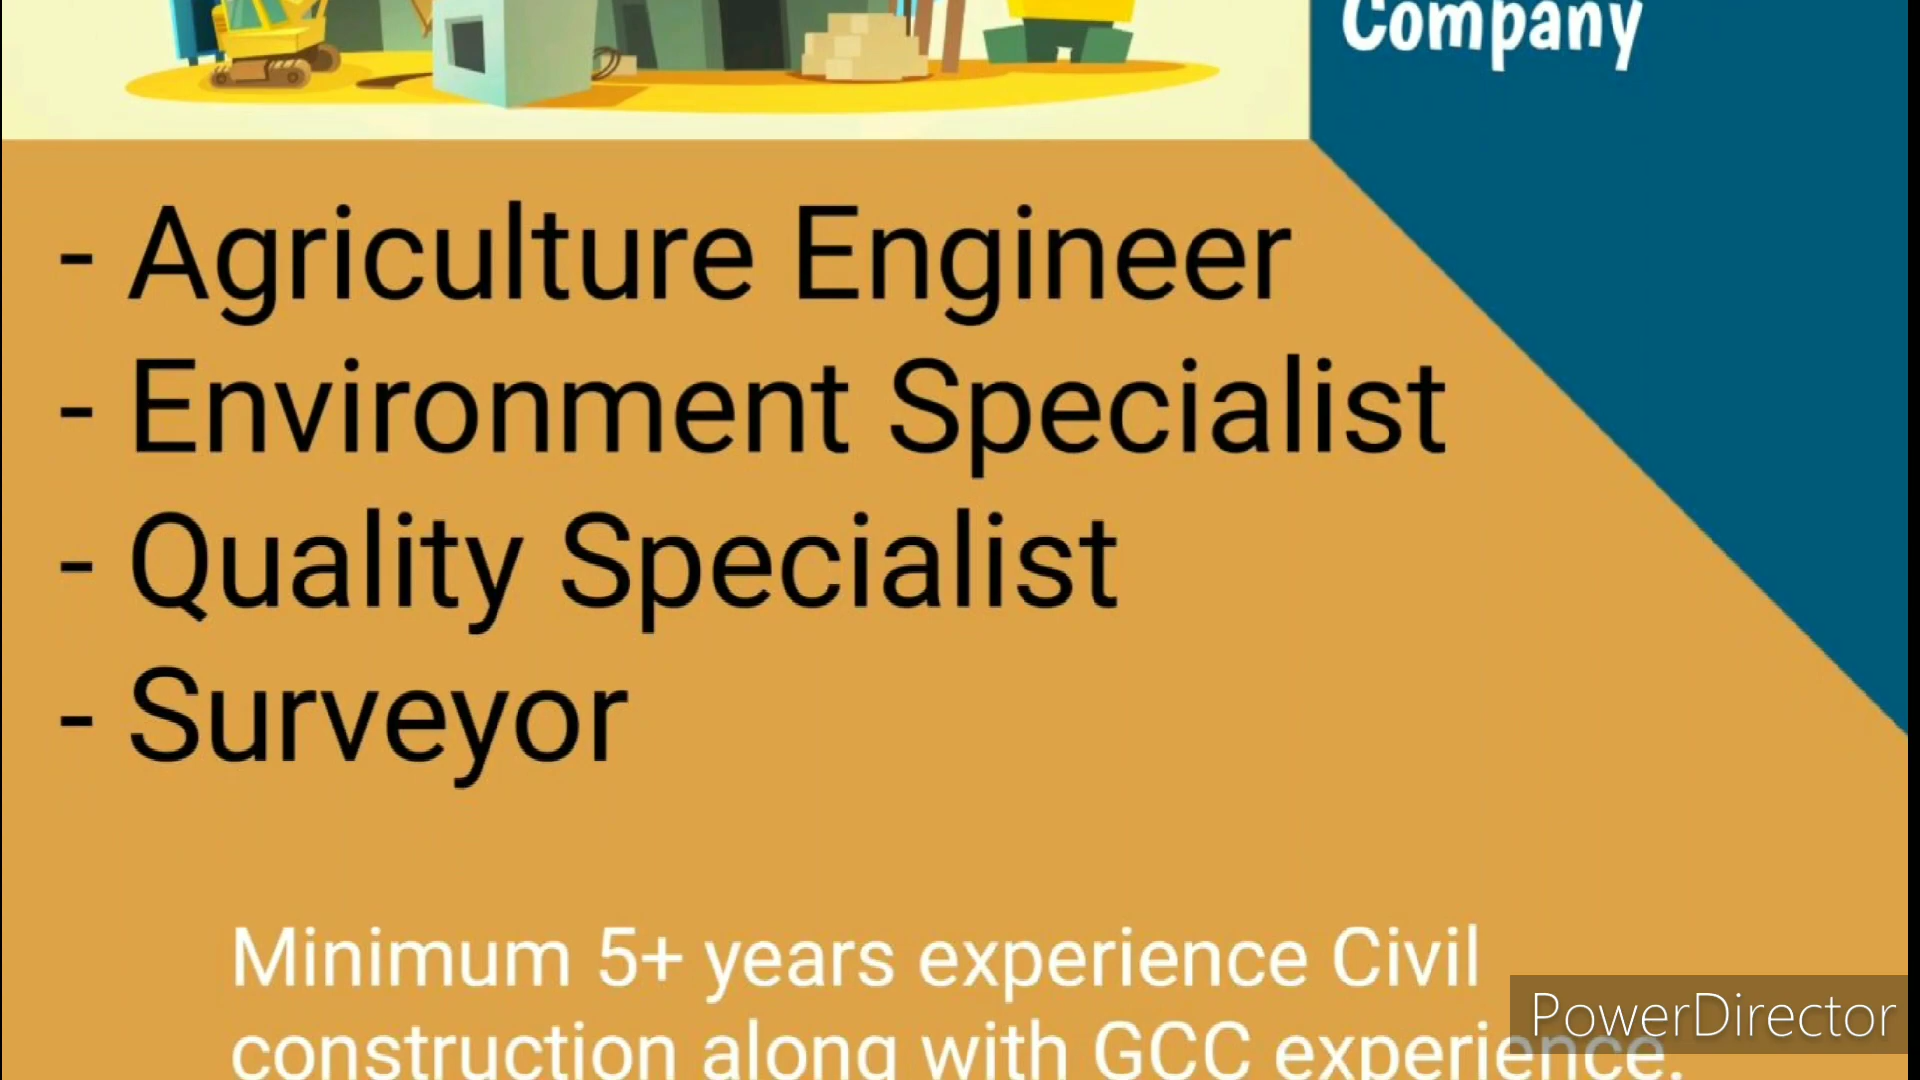 Company
- Agriculture Engineer
- Environment Specialist
- Quality Specialist
- Surveyor
Minimum 5+ years experience Civil
construction along with GCC experience.
PowerDirector